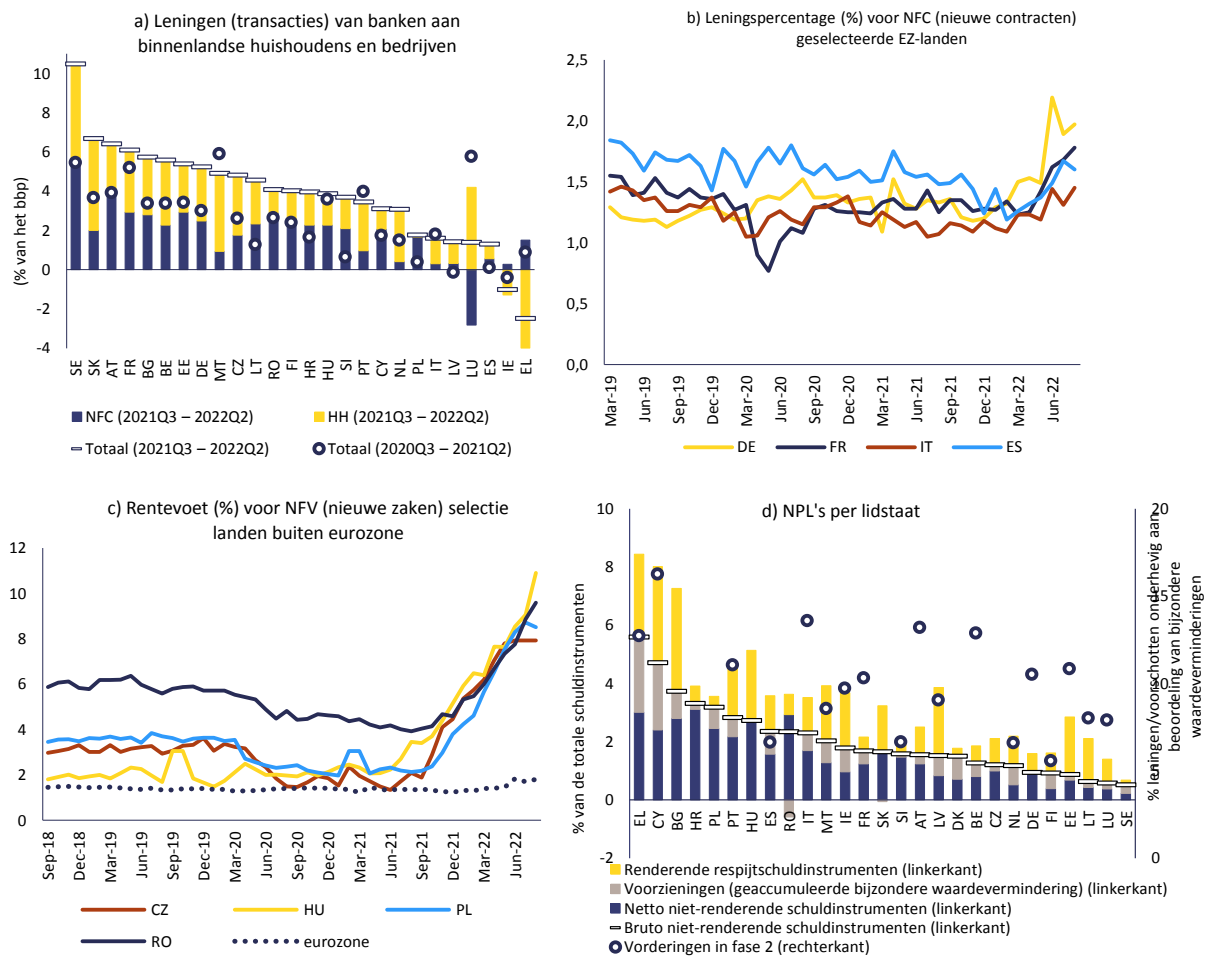 a) Leningen (transacties) van banken aan
binnenlandse huishoudens en bedrijven
(% van het bbp)
10
8
6
4
2
0
-2
-4
SE SK AT FR BG BE EE DE MT CZ LT RO FI HR HU SI PT CY NL PL IT LV LU ES IE EL
NFC (2021Q3 – 2022Q2) HH (2021Q3 – 2022Q2)
Totaal (2021Q3 – 2022Q2) Totaal (2020Q3 – 2021Q2)
b) Leningspercentage (%) voor NFC (nieuwe contracten)
geselecteerde EZ-landen
2,5
2,0
1,5
1,0
0,5
0,0
Mar-19 Jun-19 Sep-19 Dec-19 Mar-20 Jun-20 Sep-20 Dec-20 Mar-21 Jun-21 Sep-21 Dec-21 Mar-22 Jun-22
DE FR IT ES
c) Rentevoet (%) voor NFV (nieuwe zaken) selectie
landen buiten eurozone
12
10
8
6
4
2
0
Sep-18 Dec-18 Mar-19 Jun-19 Sep-19 Dec-19 Mar-20 Jun-20 Sep-20 Dec-20 Mar-21 Jun-21 Sep-21 Dec-21 Mar-22 Jun-22
CZ HU PL
RO eurozone
d) NPL's per lidstaat
% van de totale schuldinstrumenten
10
8
6
4
2
0
-2
EL CY BG HR PL PT HU ES RO IT MT IE FR SK SI AT LV DK BE CZ NL DE FI EE LT LU SE
20
15
10
5
0
% leningen/voorschotten onderhevig aan
beoordeling van bijzondere
waardeverminderingen
Renderende respijtschuldinstrumenten (linkerkant)
Voorzieningen (geaccumuleerde bijzondere waardevermindering) (linkerkant)
Netto niet-renderende schuldinstrumenten (linkerkant)
Bruto niet-renderende schuldinstrumenten (linkerkant)
Vorderingen in fase 2 (rechterkant)